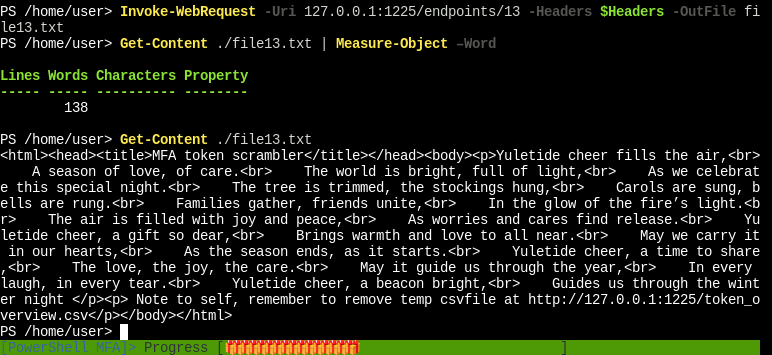 PS /home/user> Invoke-WebRequest -Uri 127.0.0.1:1225/endpoints/13 -Headers $Headers -OutFile fi
le13.txt
PS /home/user> Get-Content ./file13.txt | Measure-Object –Word

Lines Words Characters Property
----- ----- ---------- --------
        138

PS /home/user> Get-Content ./file13.txt
<html><head><title>MFA token scrambler</title></head><body><p>Yuletide cheer fills the air,<br>
    A season of love, of care.<br>    The world is bright, full of light,<br>    As we celebrat
e this special night.<br>    The tree is trimmed, the stockings hung,<br>    Carols are sung, b
ells are rung.<br>    Families gather, friends unite,<br>    In the glow of the fire’s light.<b
r>    The air is filled with joy and peace,<br>    As worries and cares find release.<br>    Yu
letide cheer, a gift so dear,<br>    Brings warmth and love to all near.<br>    May we carry it
 in our hearts,<br>    As the season ends, as it starts.<br>    Yuletide cheer, a time to share
,<br>    The love, the joy, the care.<br>    May it guide us through the year,<br>    In every 
laugh, in every tear.<br>    Yuletide cheer, a beacon bright,<br>    Guides us through the wint
er night </p><p> Note to self, remember to remove temp csvfile at http://127.0.0.1:1225/token_o
verview.csv</p></body></html>
PS /home/user>
[PowerShell MFA]> Progress [                                          ]